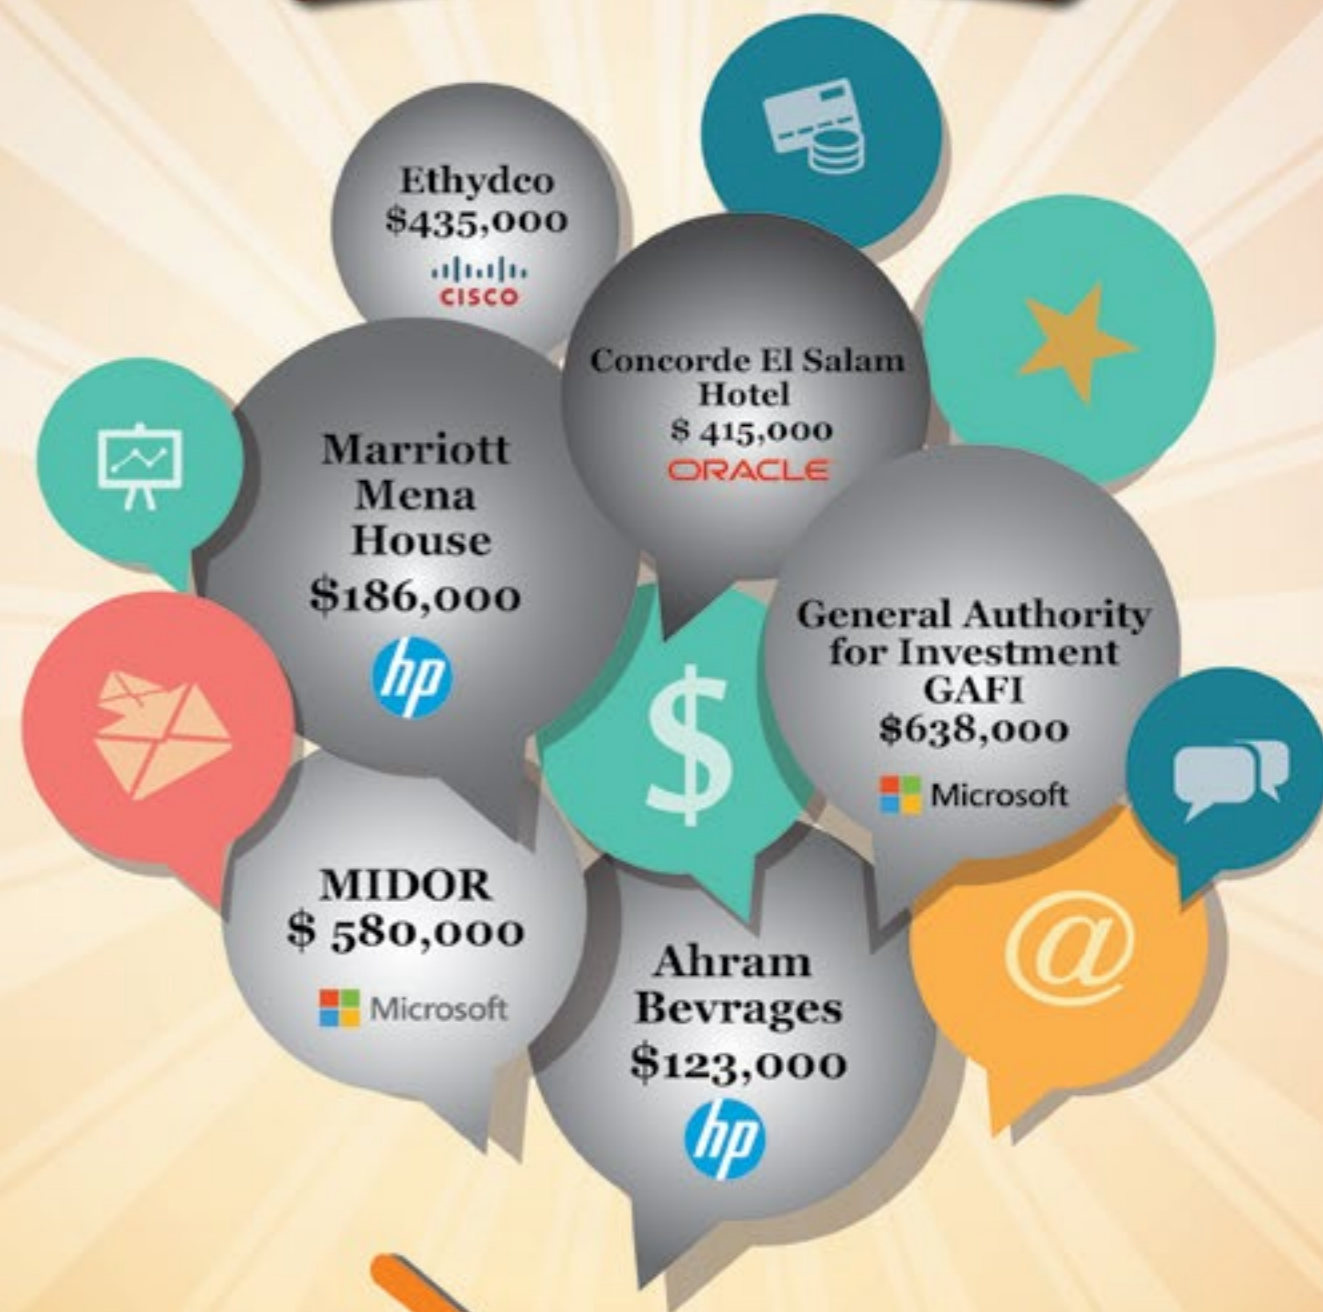 Ethydco
$435,000
CISCO
Concorde El Salam
Hotel
$ 415,000
ORACLE
Marriott
Mena
House
$186,000
hp
General Authority
for Investment
GAFI
$638,000
Microsoft
$
MIDOR
$ 580,000
Microsoft
@
Ahram
Bevrages
$123,000
hp